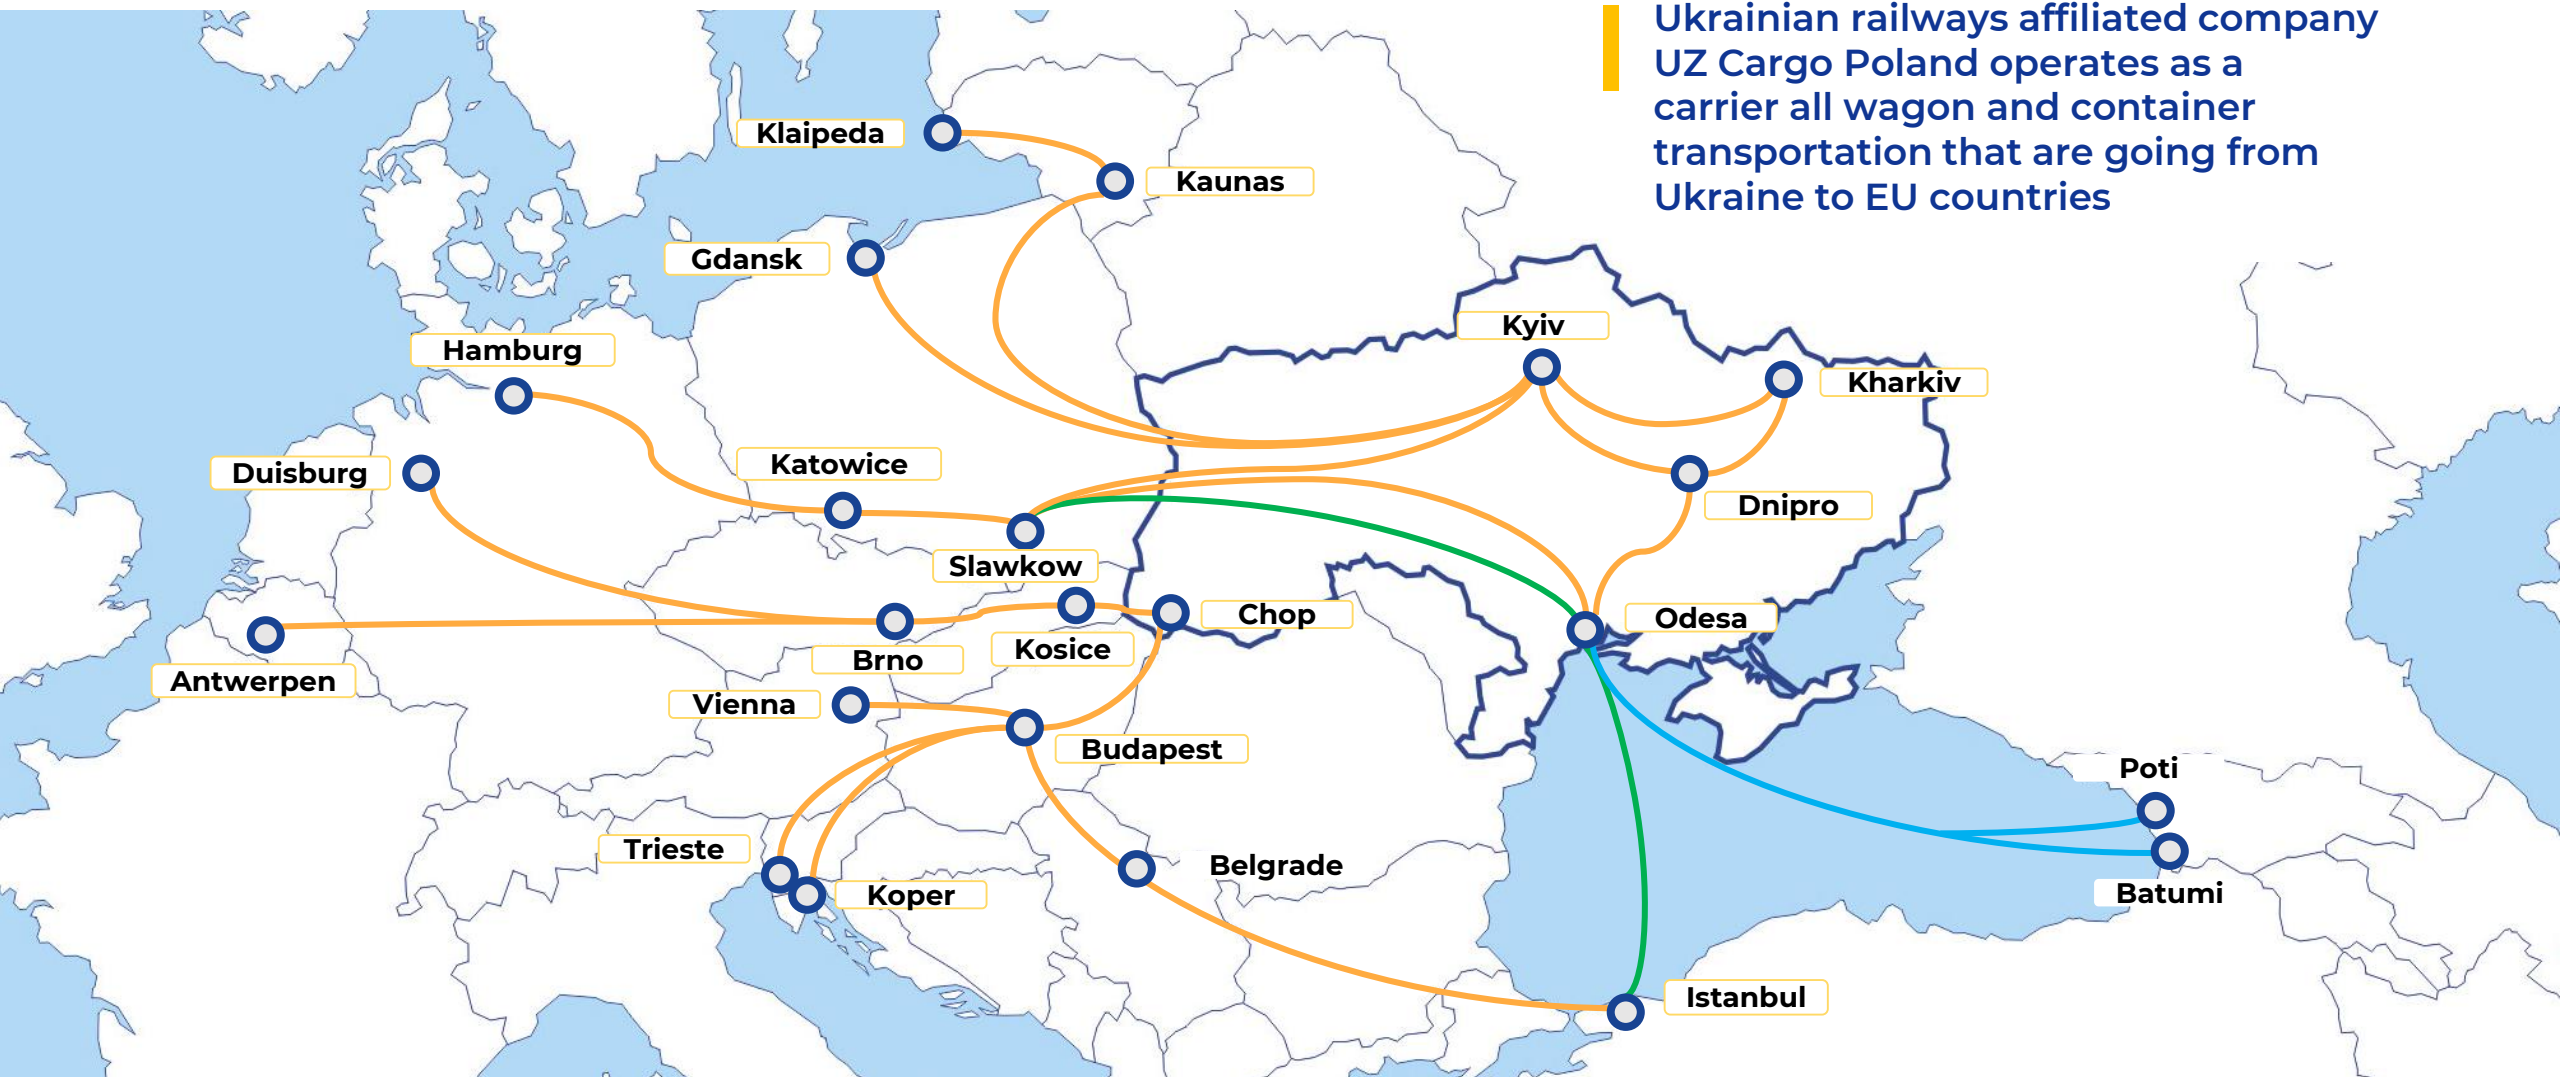 Ukrainian railways affiliated company
UZ Cargo Poland operates as a
carrier all wagon and container
transportation that are going from
Ukraine to EU countries
Klaipeda
Kaunas
Gdansk
Kyiv
Hamburg
Kharkiv
Katowice
Duisburg
Dnipro
Slawkow
Chop
Odesa
Kosice
Brno
Antwerpen
Vienna
Budapest
Poti
Trieste
Belgrade
Koper
Batumi
Istanbul